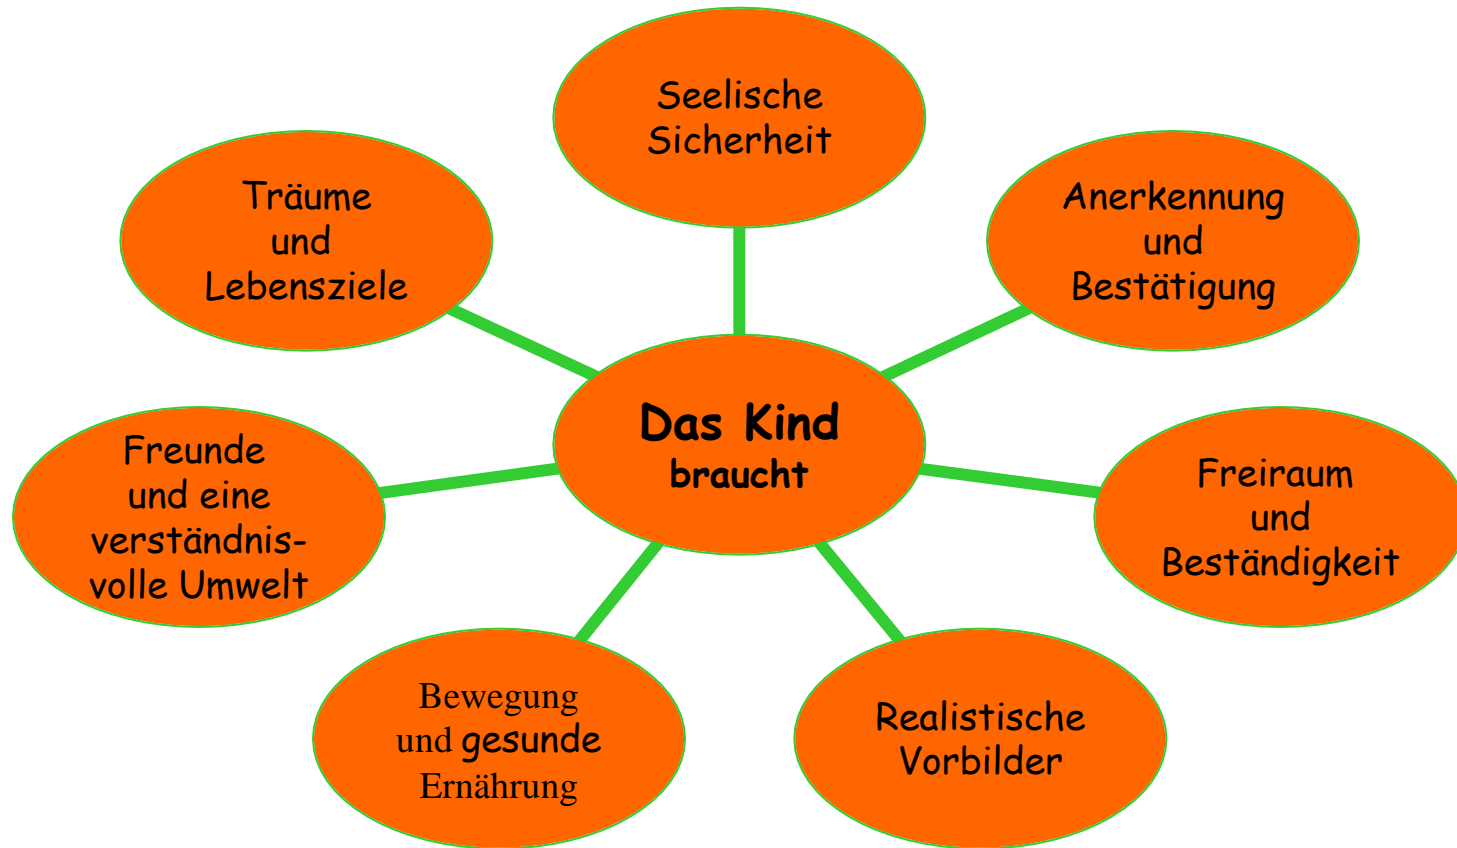 Seelische
Sicherheit
Anerkennung
und
Bestätigung
Freiraum
und
Beständigkeit
Realistische
Vorbilder
Bewegung
und gesunde
Ernährung
Freunde
und eine
verständnis-
volle Umwelt
Träume
und
Lebensziele
Das Kind
braucht